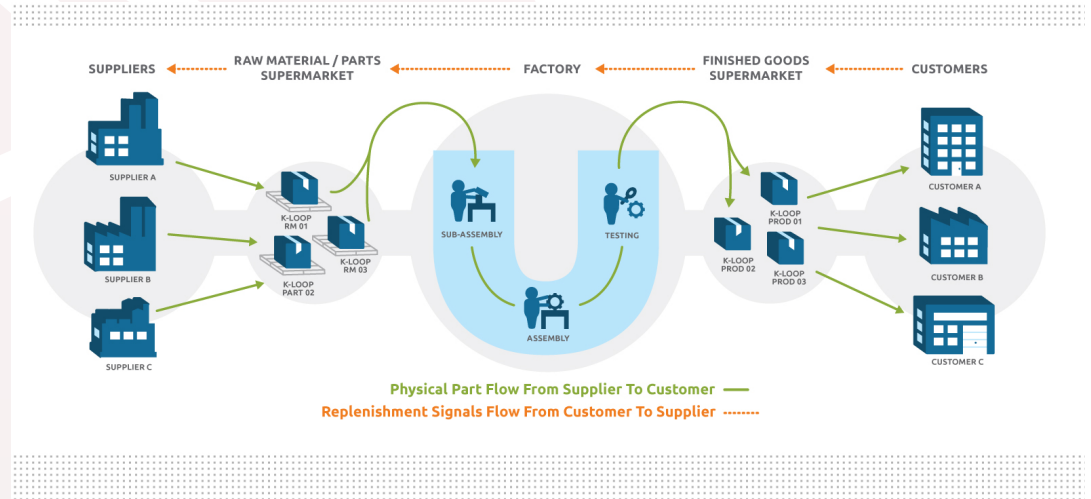 SUPPLIERS
RAW MATERIAL / PARTS
SUPERMARKET
FACTORY
FINISHED GOODS
SUPERMARKET
CUSTOMERS
SUPPLIER A
SUPPLIER B
SUPPLIER C
K-LOOP
RM 01
K-LOOP
RM 03
K-LOOP
PART 02
SUB-ASSEMBLY
TESTING
ASSEMBLY
K-LOOP
PROD 01
K-LOOP
PROD 02
K-LOOP
PROD 03
CUSTOMER A
CUSTOMER B
CUSTOMER C
Physical Part Flow From Supplier To Customer
Replenishment Signals Flow From Customer To Supplier